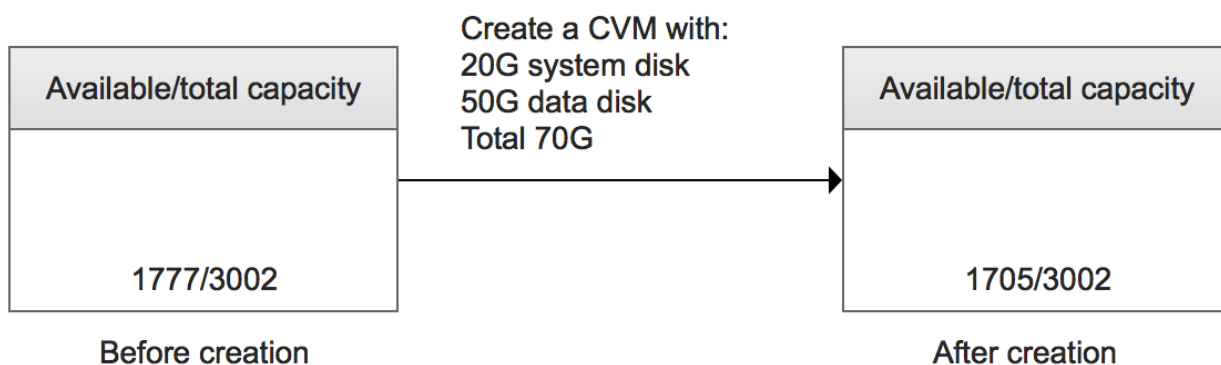 Create a CVM with:
20G system disk
50G data disk
Total 70G
Available/total capacity
1777/3002
Before creation
Available/total capacity
1705/3002
After creation